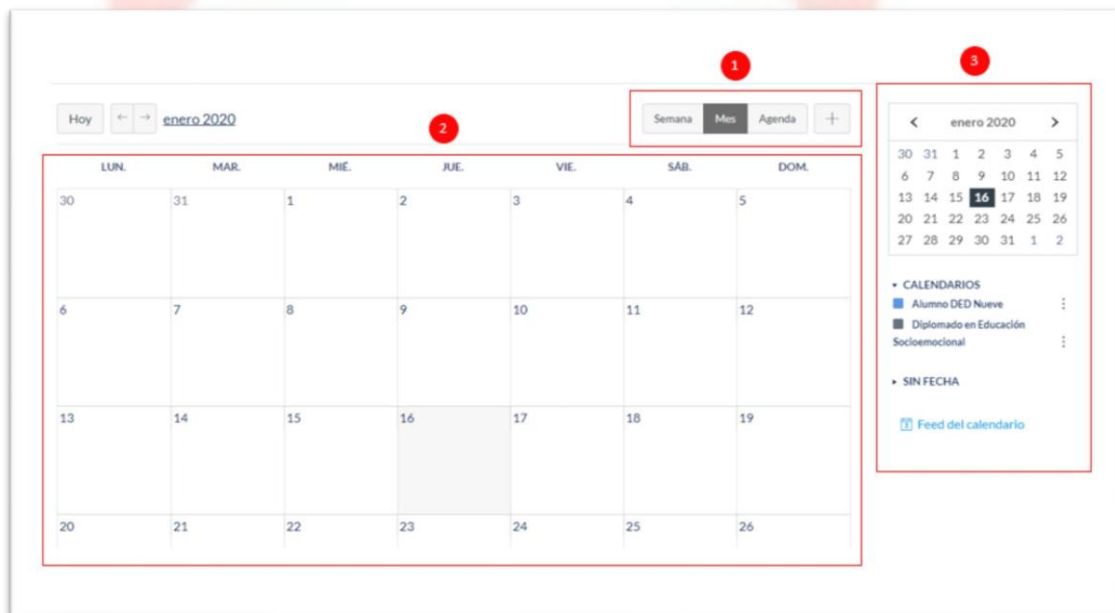 1
3
Hoy ← → enero 2020
Semana Mes Agenda +
2
LUN. MAR. MIÉ. JUE. VIE. SÁB. DOM.
30 31 1 2 3 4 5
6 7 8 9 10 11 12
13 14 15 16 17 18 19
20 21 22 23 24 25 26
< enero 2020 >
30 31 1 2 3 4 5
6 7 8 9 10 11 12
13 14 15 16 17 18 19
20 21 22 23 24 25 26
27 28 29 30 31 1 2
CALENDARIOS
Alumno DED Nueve
Diplomado en Educación
Socioemocional
SIN FECHA
Feed del calendario